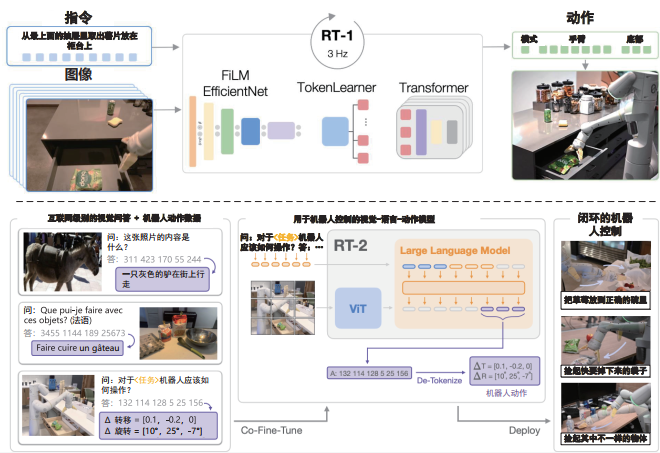 指令
从最上面的抽屉里取出薯片放在
柜台上
图像
RT-1
3 Hz
FiLM
EfficientNet
TokenLearner
Transformer
动作
模式
手臂
底部
互联网级别的视觉问答 + 机器人动作数据
问：这张照片的内容是
什么？
答：311 423 170 55 244
一只灰色的驴在街上行
走
问：Que puis-je faire avec
ces objets? (法语)
答：3455 1144 189 25673
Faire cuire un gâteau
问：对于<任务>机器人应该如
何操作？
答：132 114 128 5 25 156
Δ 转移 = [0.1, -0.2, 0]
Δ 旋转 = [10°, 25°, -7°]
Co-Fine-Tune
用于机器人控制的视觉-语言-动作模型
问：对于<任务>机器人
应该如何操作？答：…
RT-2
Large Language Model
ViT
A: 132 114 128 5 25 156
De-Tokenize
ΔT = [0.1, -0.2, 0]
ΔR = [10°, 25°, -7°]
机器人动作
Deploy
闭环的机器
人控制
把草莓放到正确的碗里
捡起快要掉下来的袋子
捡起其中不一样的物体